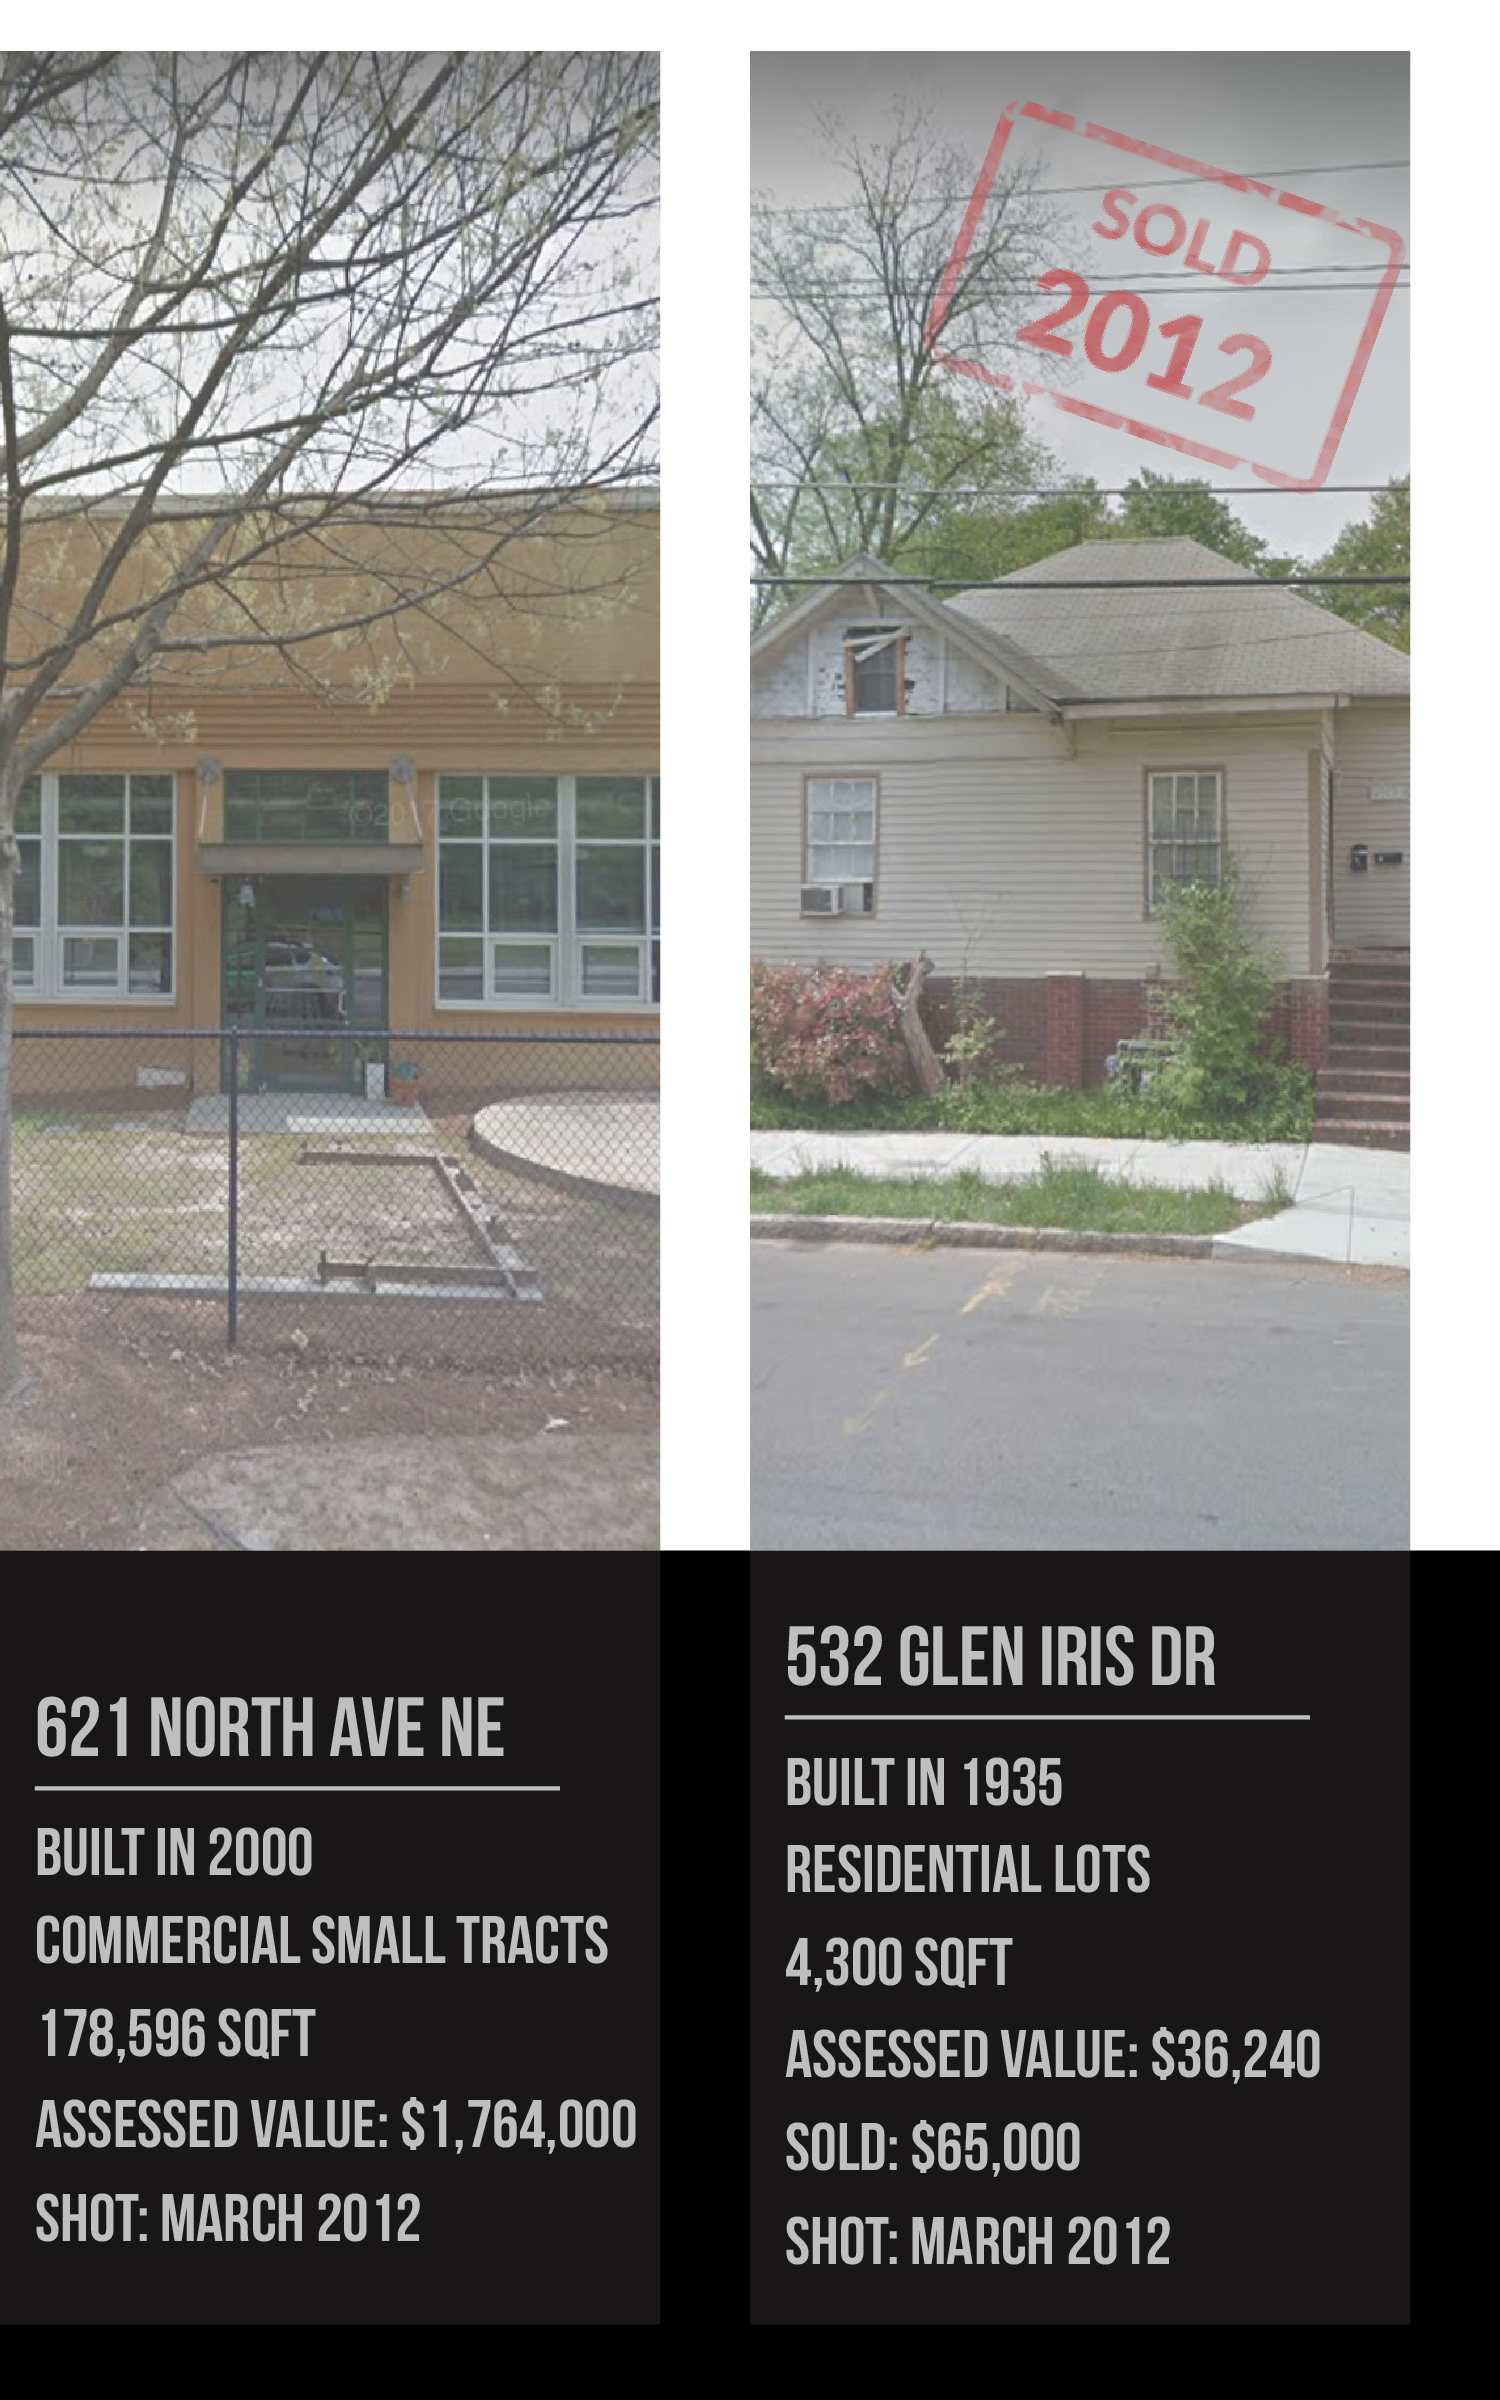 SOLD
2012
©2017 Google
621 NORTH AVE NE
BUILT IN 2000
COMMERCIAL SMALL TRACTS
178,596 SQFT
ASSESSED VALUE: $1,764,000
SHOT: MARCH 2012
532 GLEN IRIS DR
BUILT IN 1935
RESIDENTIAL LOTS
4,300 SQFT
ASSESSED VALUE: $36,240
SOLD: $65,000
SHOT: MARCH 2012